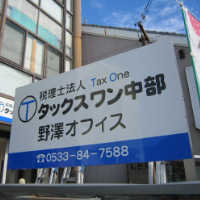 税理士法人 Tax One
T タックスワン中部
野澤オフィス
☎0533-84-7588